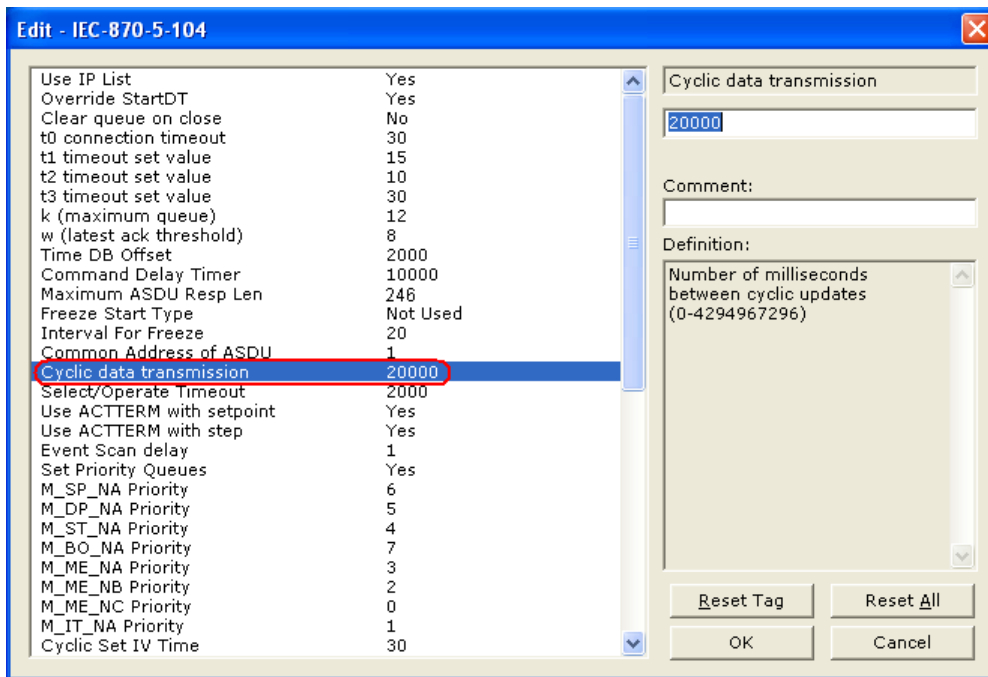 Edit - IEC-870-5-104
Use IP List Yes
Override StartDT Yes
Clear queue on close No
t0 connection timeout 30
t1 timeout set value 15
t2 timeout set value 10
t3 timeout set value 30
k (maximum queue) 12
w (latest ack threshold) 8
Time DB Offset 2000
Command Delay Timer 10000
Maximum ASDU Resp Len 246
Freeze Start Type Not Used
Interval For Freeze 20
Common Address of ASDU 1
Cyclic data transmission 20000
Select/Operate Timeout 2000
Use ACTTERM with setpoint Yes
Use ACTTERM with step Yes
Event Scan delay 1
Set Priority Queues Yes
M_SP_NA Priority 6
M_DP_NA Priority 5
M_ST_NA Priority 4
M_BO_NA Priority 7
M_ME_NA Priority 3
M_ME_NB Priority 2
M_ME_NC Priority 0
M_IT_NA Priority 1
Cyclic Set IV Time 30
Cyclic data transmission
20000
Comment:
Definition:
Number of milliseconds
between cyclic updates
(0-4294967296)
Reset Tag Reset All
OK Cancel